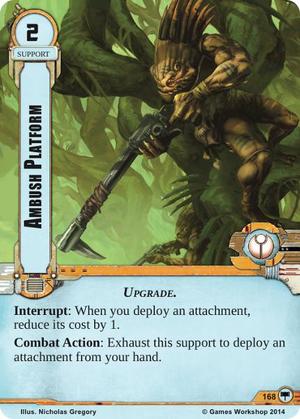 2
SUPPORT
AMBUSH PLATFORM
UPGRADE.
Interrupt: When you deploy an attachment,
reduce its cost by 1.
Combat Action: Exhaust this support to deploy an
attachment from your hand.
168
Illus. Nicholas Gregory © Games Workshop 2014